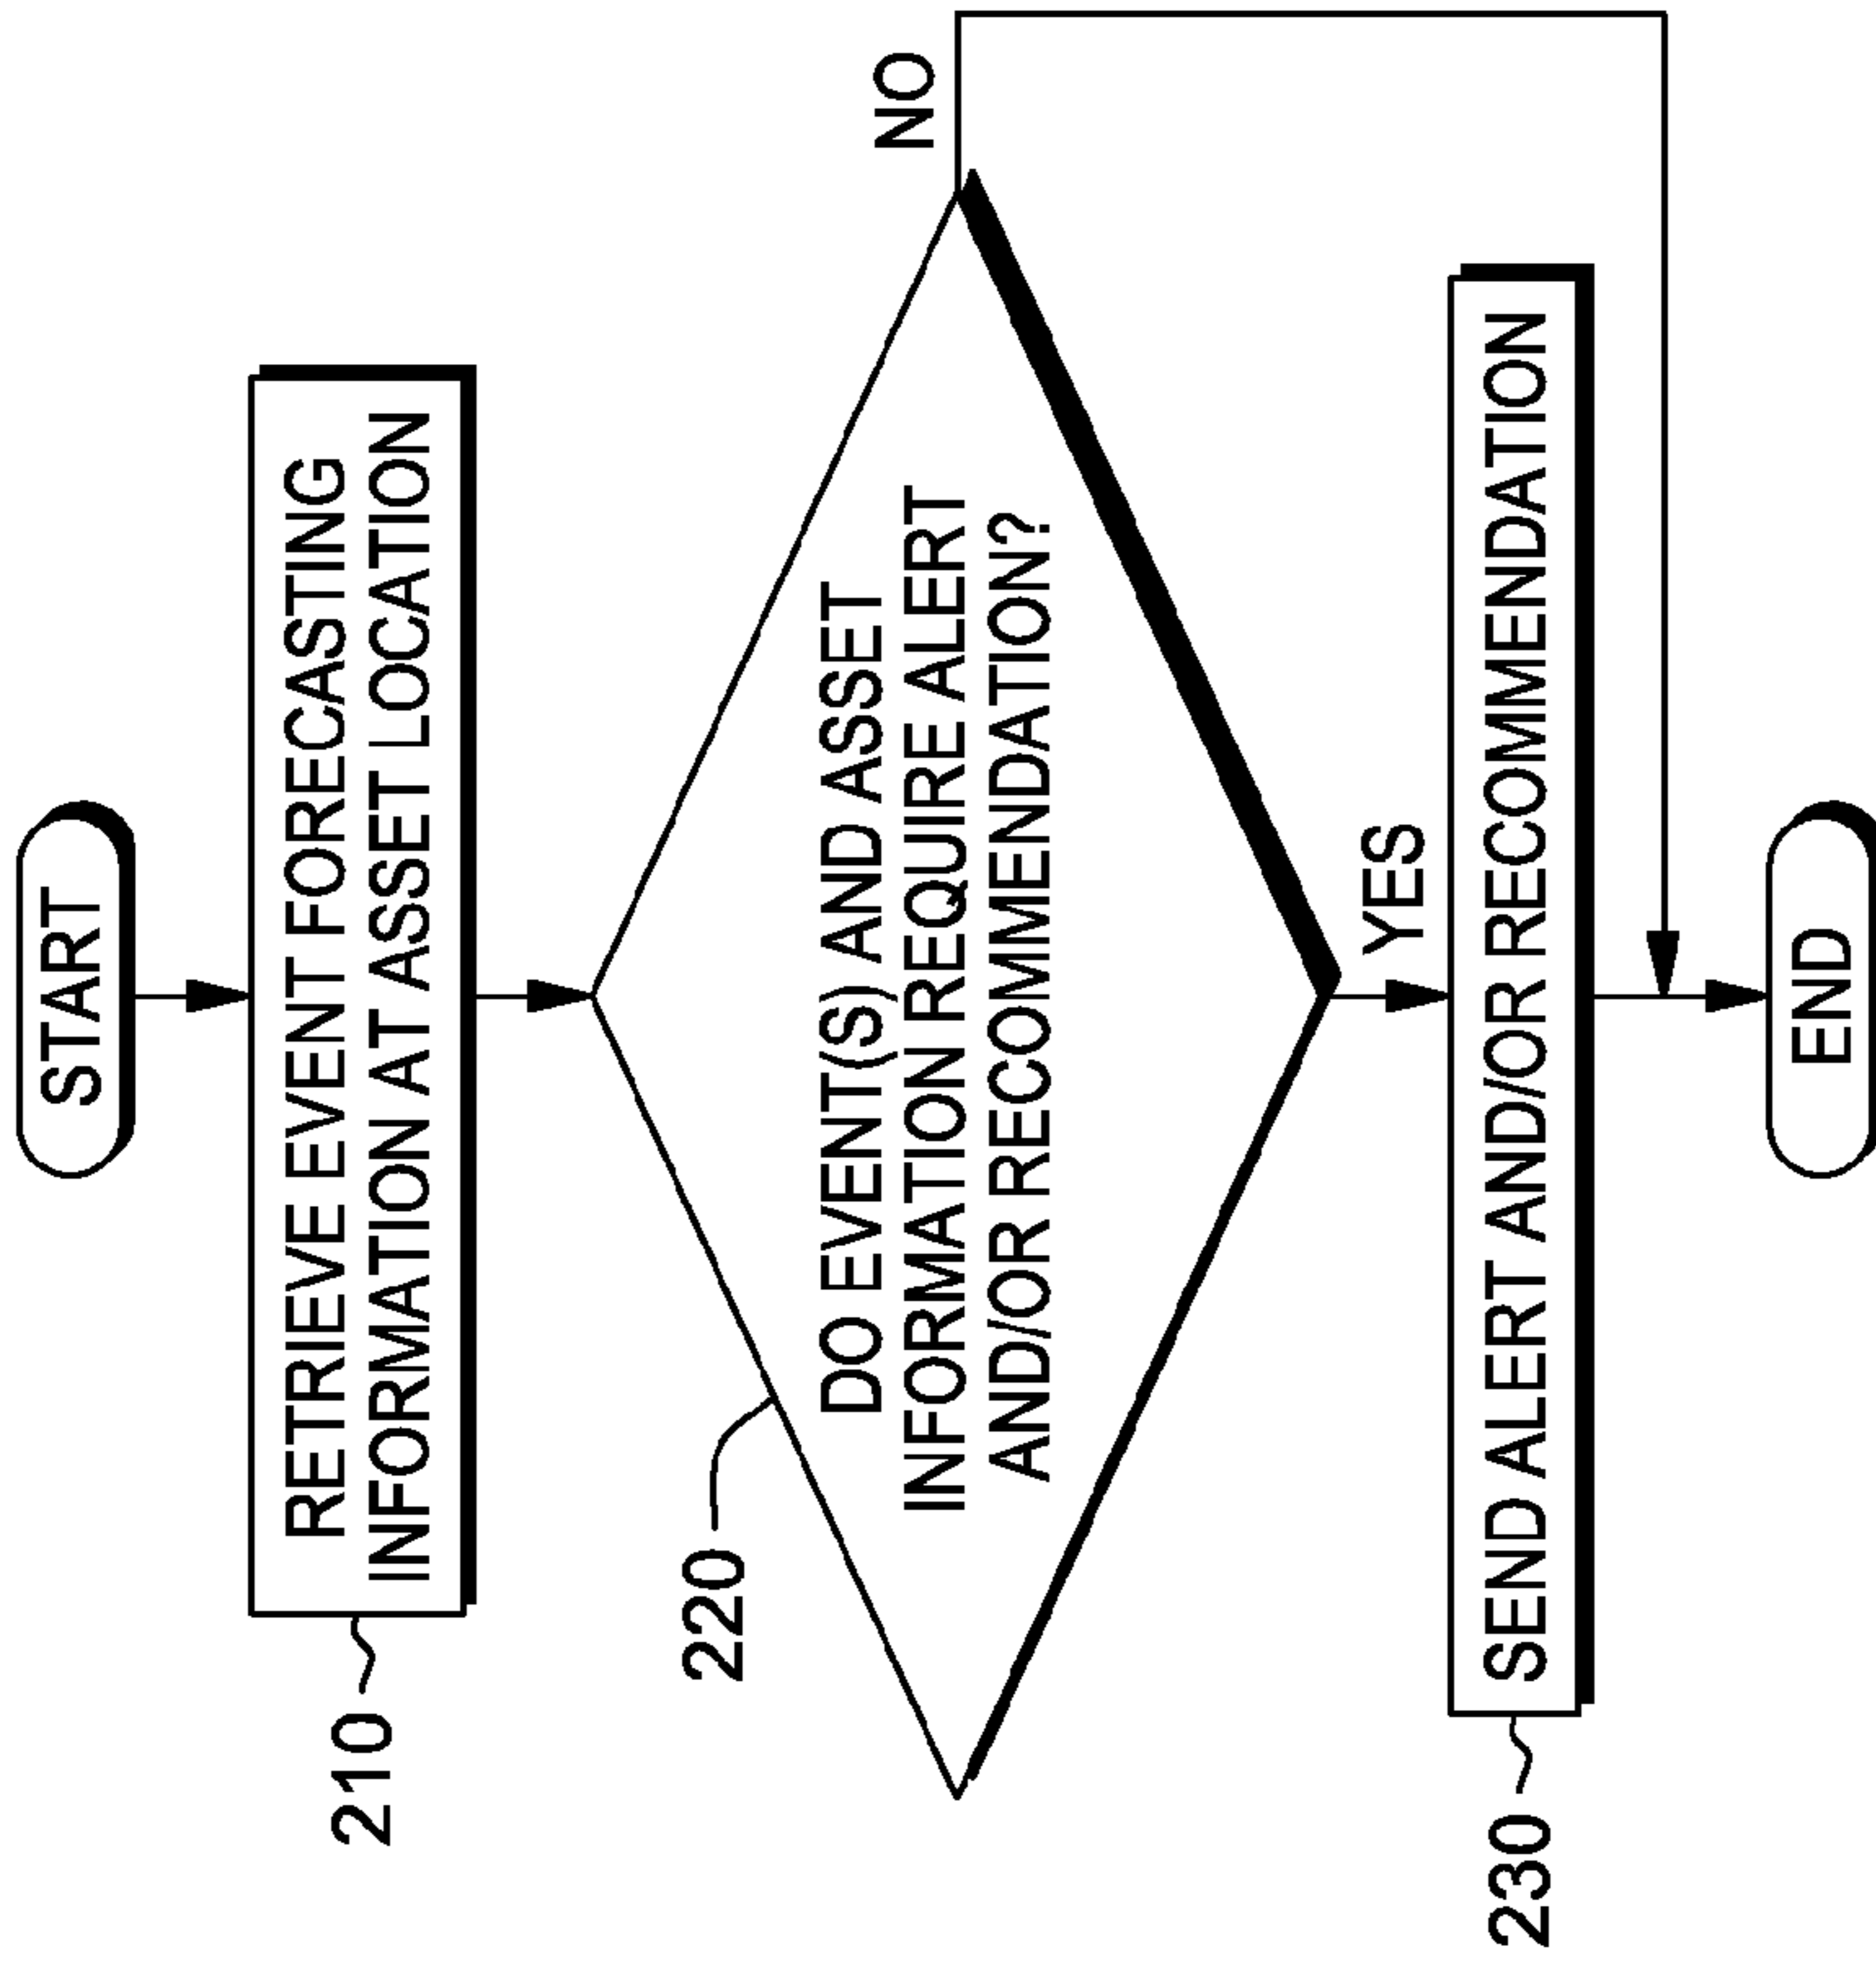 START
RETRIEVE EVENT FORECASTING
INFORMATION AT ASSET LOCATION
210
220
DO EVENT(S) AND ASSET
INFORMATION REQUIRE ALERT
AND/OR RECOMMENDATION?
NO
YES
SEND ALERT AND/OR RECOMMENDATION
230
END